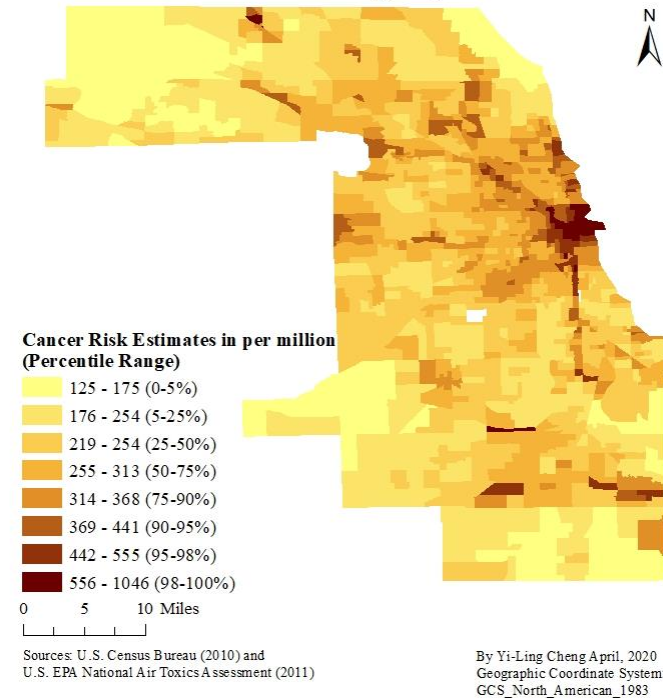 N
Cancer Risk Estimates in per million
(Percentile Range)
125 - 175 (0-5%)
176 - 254 (5-25%)
219 - 254 (25-50%)
255 - 313 (50-75%)
314 - 368 (75-90%)
369 - 441 (90-95%)
442 - 555 (95-98%)
556 - 1046 (98-100%)
0 5 10 Miles
Sources: U.S. Census Bureau (2010) and
U.S. EPA National Air Toxics Assessment (2011)
By Yi-Ling Cheng April, 2020
Geographic Coordinate System
GCS_North_American_1983